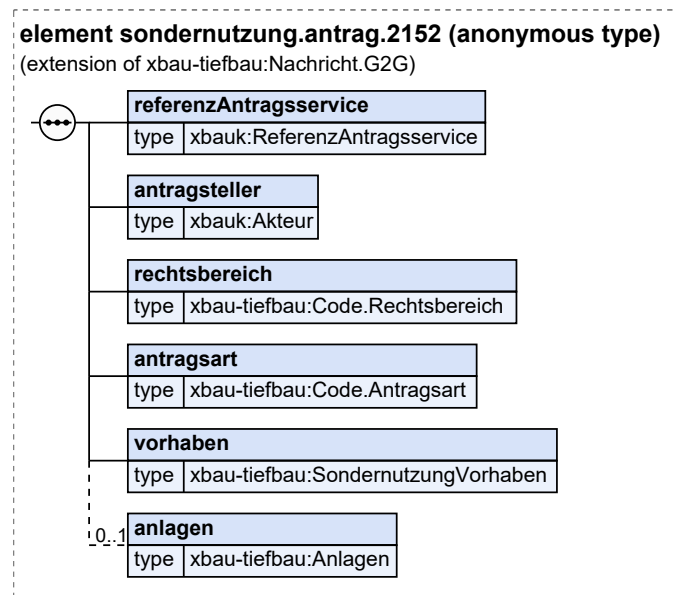 element sondernutzung.antrag.2152 (anonymous type)
(extension of xbau-tiefbau:Nachricht.G2G)
referenzAntragsservice
type xbauk:ReferenzAntragsservice
antragsteller
type xbauk:Akteur
rechtsbereich
type xbau-tiefbau:Code.Rechtsbereich
antragsart
type xbau-tiefbau:Code.Antragsart
vorhaben
type xbau-tiefbau:SondernutzungVorhaben
0..1 anlagen
type xbau-tiefbau:Anlagen